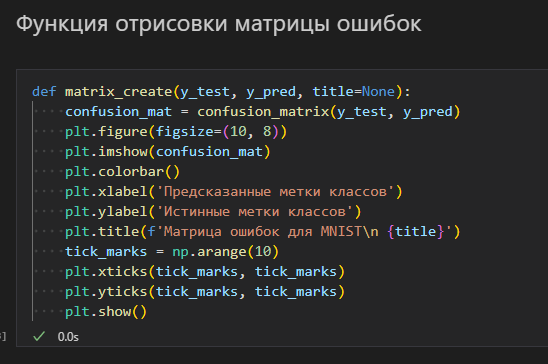 Функция отрисовки матрицы ошибок
def matrix_create(y_test, y_pred, title=None):
    confusion_mat = confusion_matrix(y_test, y_pred)
    plt.figure(figsize=(10, 8))
    plt.imshow(confusion_mat)
    plt.colorbar()
    plt.xlabel('Предсказанные метки классов')
    plt.ylabel('Истинные метки классов')
    plt.title(f'Матрица ошибок для MNIST\n {title}')
    tick_marks = np.arange(10)
    plt.xticks(tick_marks, tick_marks)
    plt.yticks(tick_marks, tick_marks)
    plt.show()
] 0.0s